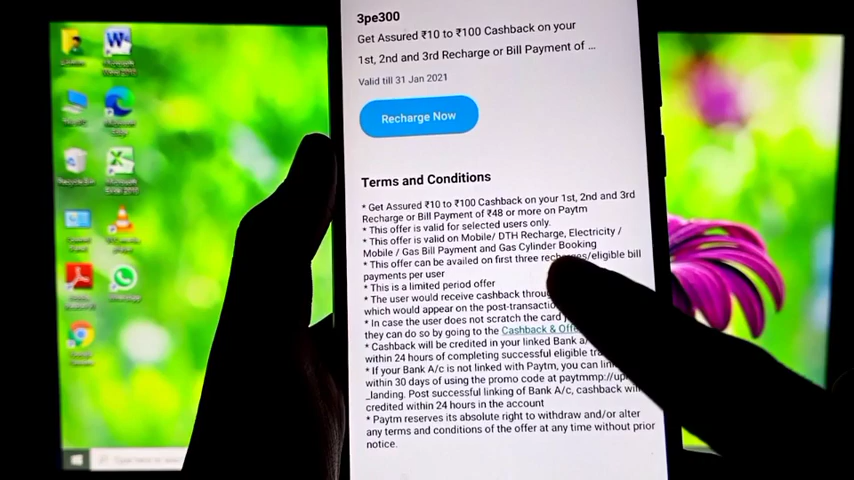 3pe300
Get Assured ₹10 to ₹100 Cashback on your
1st, 2nd and 3rd Recharge or Bill Payment of ...
Valid till 31 Jan 2021
Recharge Now
Terms and Conditions
* Get Assured ₹10 to ₹100 Cashback on your 1st, 2nd and 3rd
Recharge or Bill Payment of ₹48 or more on Paytm
* This offer is valid for selected users only.
* This offer is valid on Mobile/ DTH Recharge, Electricity /
Mobile / Gas Bill Payment and Gas Cylinder Booking
* This offer can be availed on first three recharges/eligible bill
payments per user
* This is a limited period offer
* The user would receive cashback
which would appear on the
* In case the user does not scratch the card
they can do so by going to the Cashback &
* Cashback will be credited in your linked Bank
within 24 hours of completing successful eligible
* If your Bank A/c is not linked with Paytm, you can
within 30 days of using the promo code at
_landing. Post successful linking of Bank A/c, cashback
credited within 24 hours in the account
* Paytm reserves its absolute right to withdraw and/or alter
any terms and conditions of the offer at any time without prior
notice.
Recycle Bin